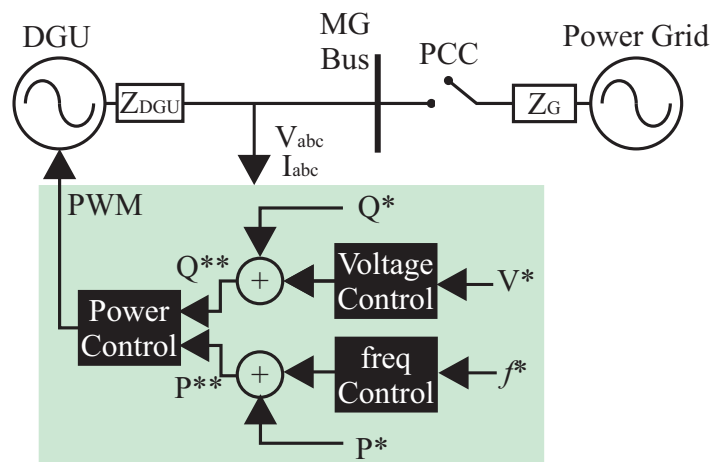 DGU
MG
Bus
PCC
Power Grid
ZDGU
ZG
Vabc
Iabc
PWM
Q*
Q**
+
Voltage
Control
V*
Power
Control
P**
+
freq
Control
f*
P*